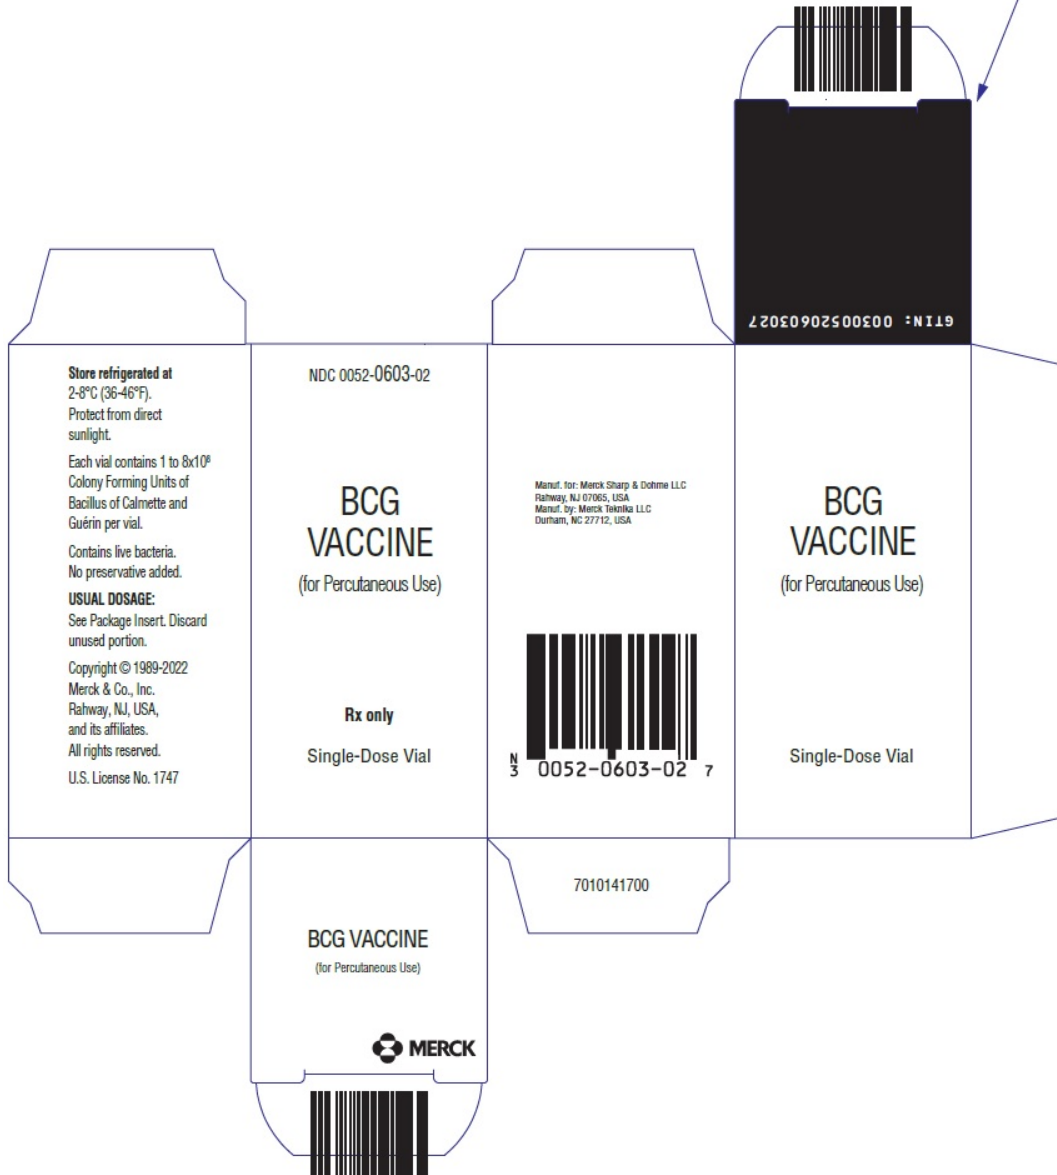 GTIN: 00300520603027
Store refrigerated at
2-8°C (36-46°F).
Protect from direct
sunlight.
Each vial contains 1 to 8x10⁸
Colony Forming Units of
Bacillus of Calmette and
Guérin per vial.
Contains live bacteria.
No preservative added.
USUAL DOSAGE:
See Package Insert. Discard
unused portion.
Copyright © 1989-2022
Merck & Co., Inc.
Rahway, NJ, USA,
and its affiliates.
All rights reserved.
U.S. License No. 1747
NDC 0052-0603-02
BCG
VACCINE
(for Percutaneous Use)
Rx only
Single-Dose Vial
Manuf. for: Merck Sharp & Dohme LLC
Rahway, NJ 07065, USA
Manuf. by: Merck Teknika LLC
Durham, NC 27712, USA
N
3 0052-0603-02 7
BCG
VACCINE
(for Percutaneous Use)
Single-Dose Vial
7010141700
BCG VACCINE
(for Percutaneous Use)
MERCK